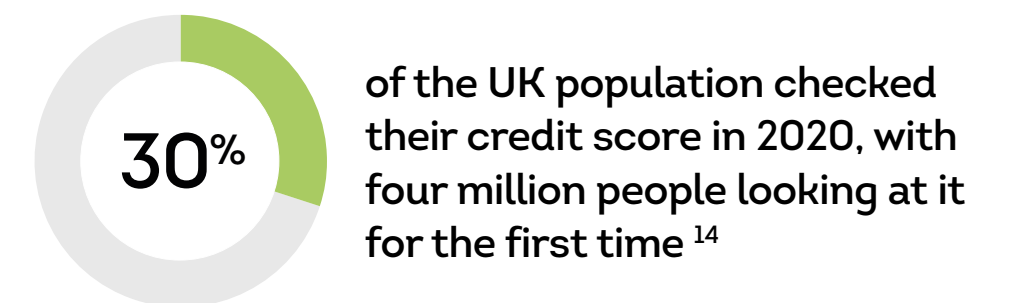 30%
of the UK population checked
their credit score in 2020, with
four million people looking at it
for the first time 14